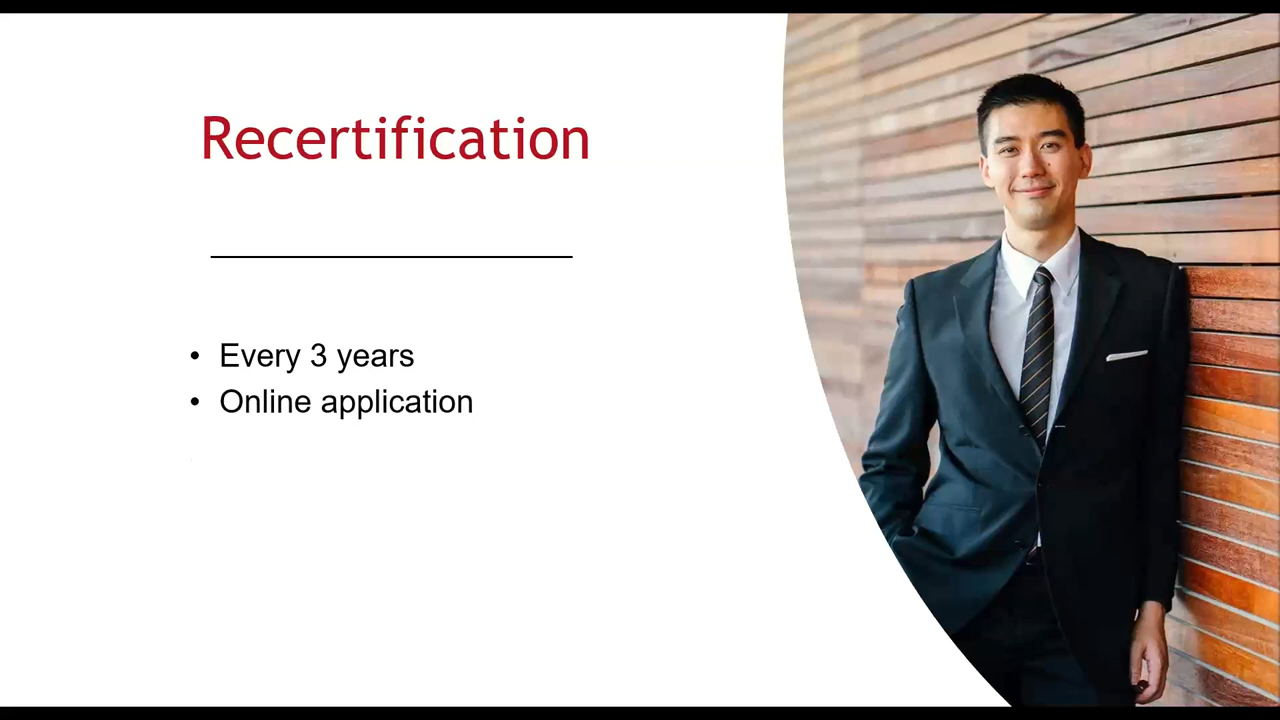 Recertification
• Every 3 years
• Online application